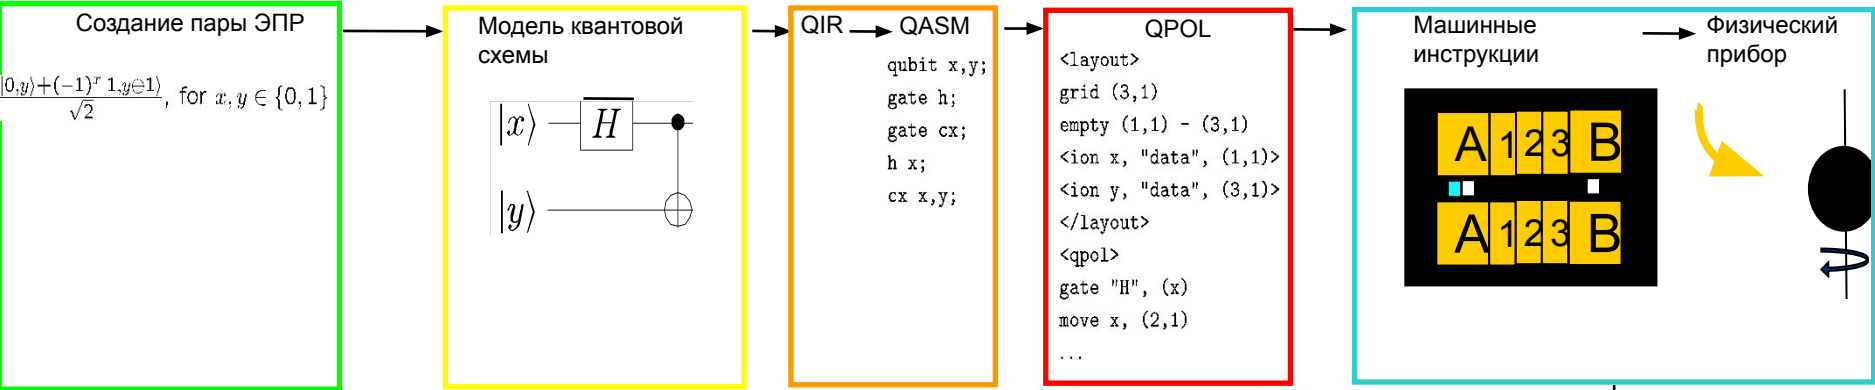 Создание пары ЭПР
|0,y⟩+(-1)^x 1,y⊖1⟩ / √2, for x, y ∈ {0, 1}
Модель квантовой
схемы
|x⟩ H
|y⟩
QIR QASM
qubit x,y;
gate h;
gate cx;
h x;
cx x,y;
QPOL
<layout>
grid (3,1)
empty (1,1) - (3,1)
<ion x, "data", (1,1)>
<ion y, "data", (3,1)>
</layout>
<qpol>
gate "H", (x)
move x, (2,1)
...
Машинные
инструкции
A 1 2 3 B
A 1 2 3 B
Физический
прибор